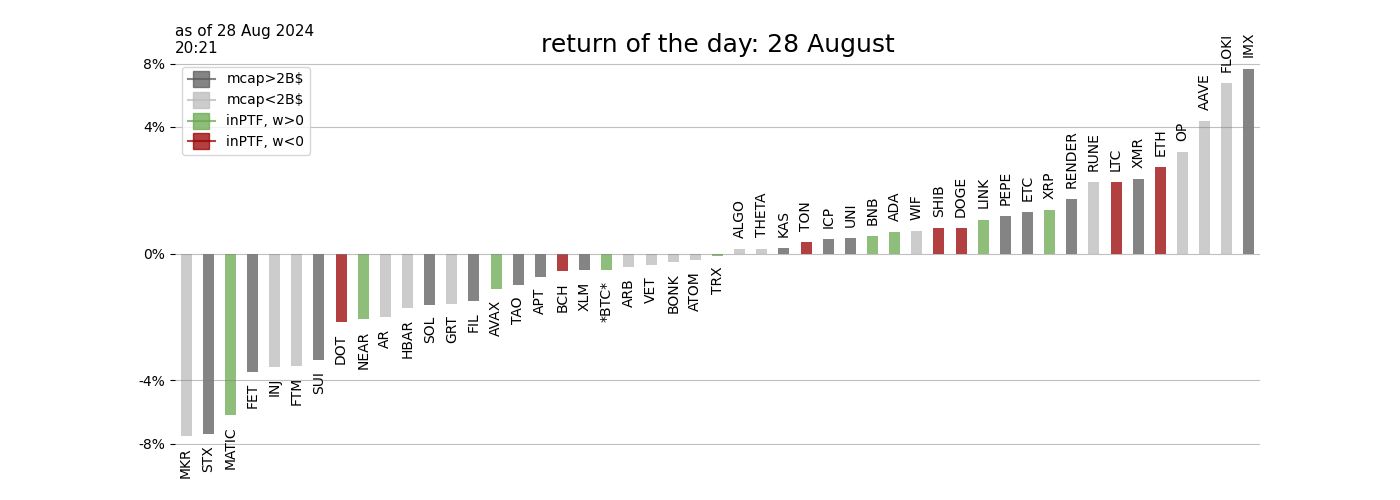 as of 28 Aug 2024
20:21
return of the day: 28 August
mcap>2B$
mcap<2B$
inPTF, w>0
inPTF, w<0
8%
4%
0%
-4%
-8%
MKR
STX
MATIC
FET
INJ
FTM
SUI
DOT
NEAR
AR
HBAR
SOL
GRT
FIL
AVAX
TAO
APT
BCH
XLM
*BTC*
ARB
VET
BONK
ATOM
TRX
ALGO
THETA
KAS
TON
ICP
UNI
BNB
ADA
WIF
SHIB
DOGE
LINK
PEPE
ETC
XRP
RENDER
RUNE
LTC
XMR
ETH
OP
AAVE
FLOKI
IMX